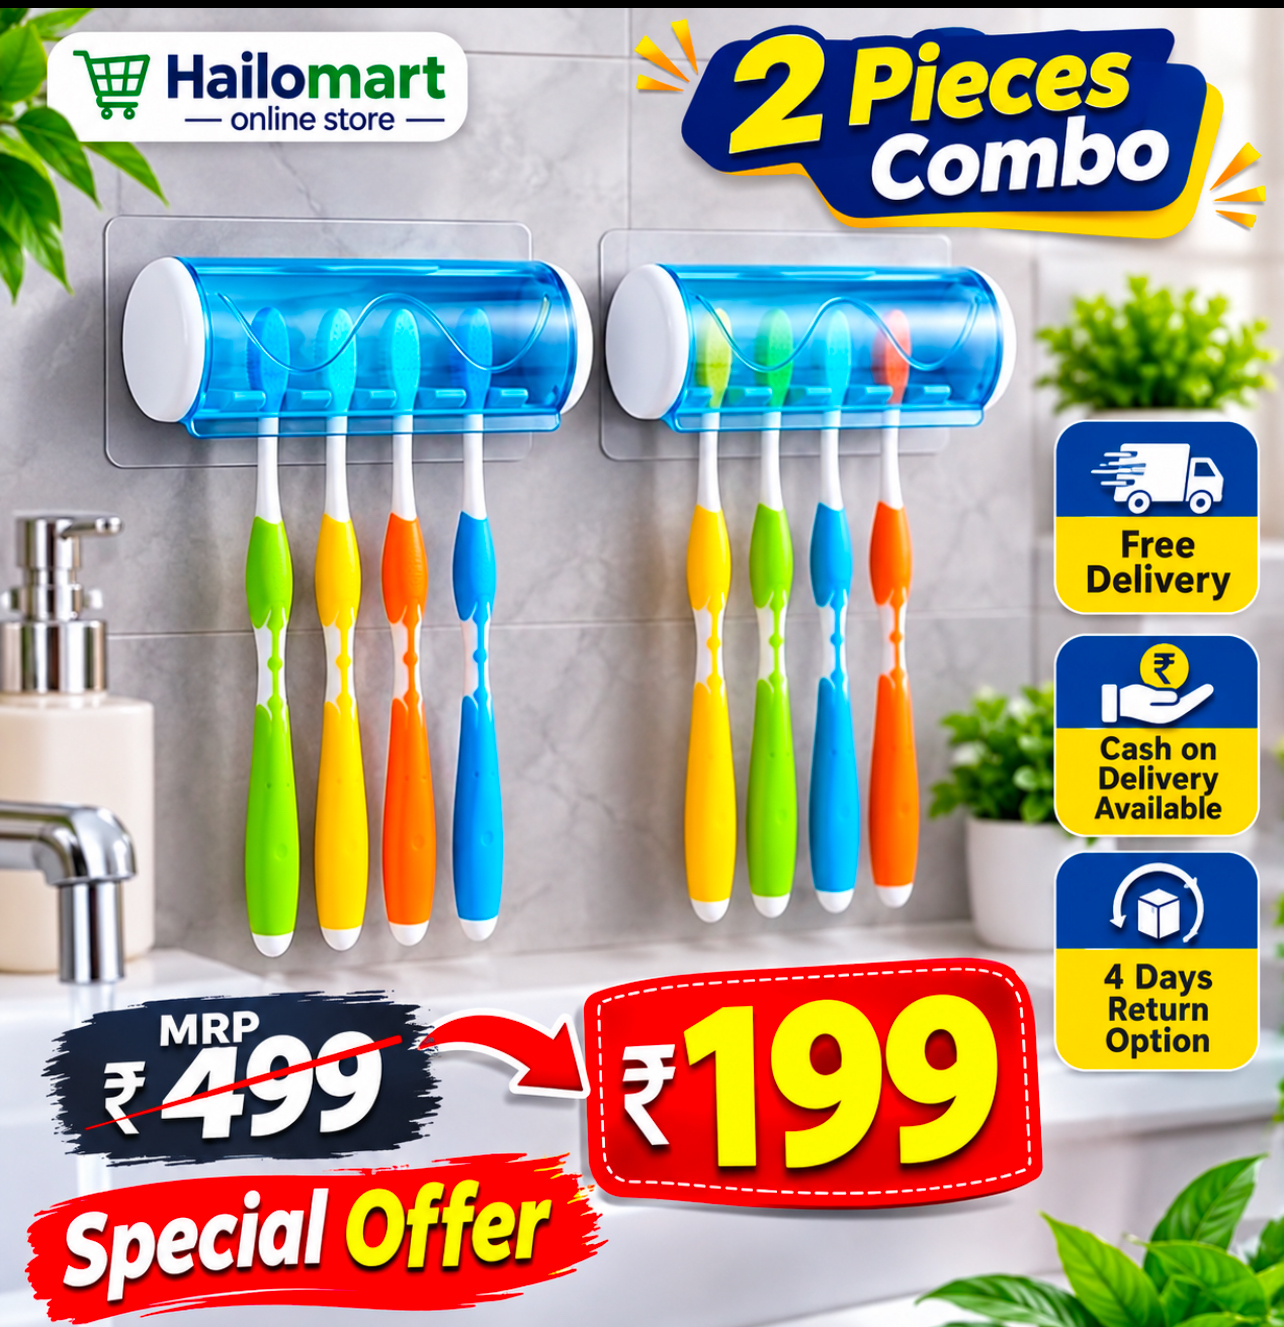 Hailomart
online store
2 Pieces
Combo
Free
Delivery
₹
Cash on
Delivery
Available
4 Days
Return
Option
MRP
₹ 499
₹199
Special Offer